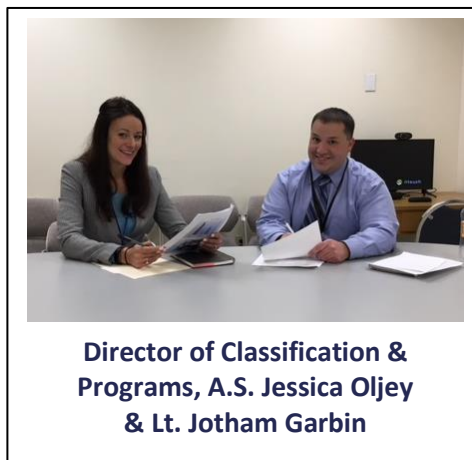 Director of Classification &
Programs, A.S. Jessica Oljey
& Lt. Jotham Garbin